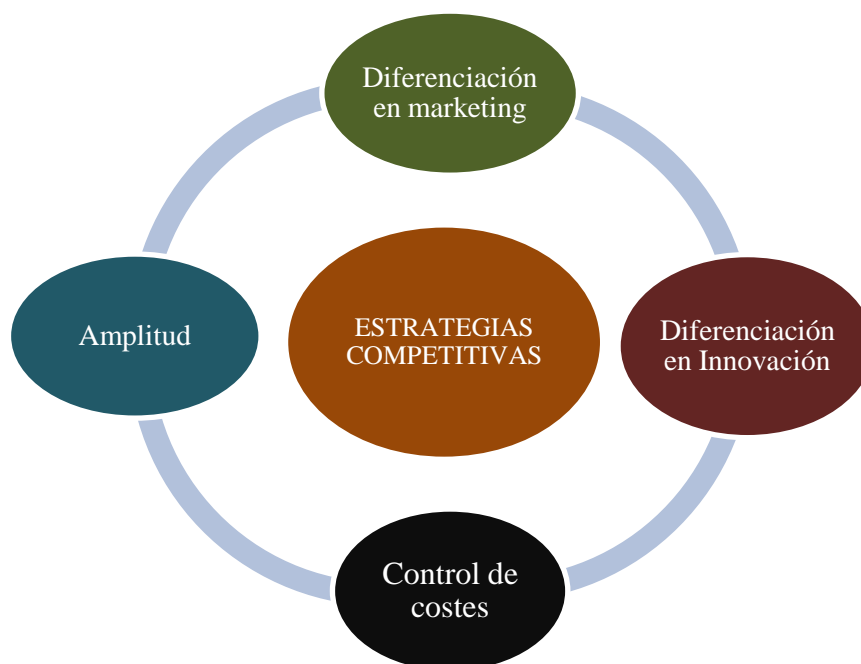 Diferenciación
en marketing
Amplitud
ESTRATEGIAS
COMPETITIVAS
Diferenciación
en Innovación
Control de
costes